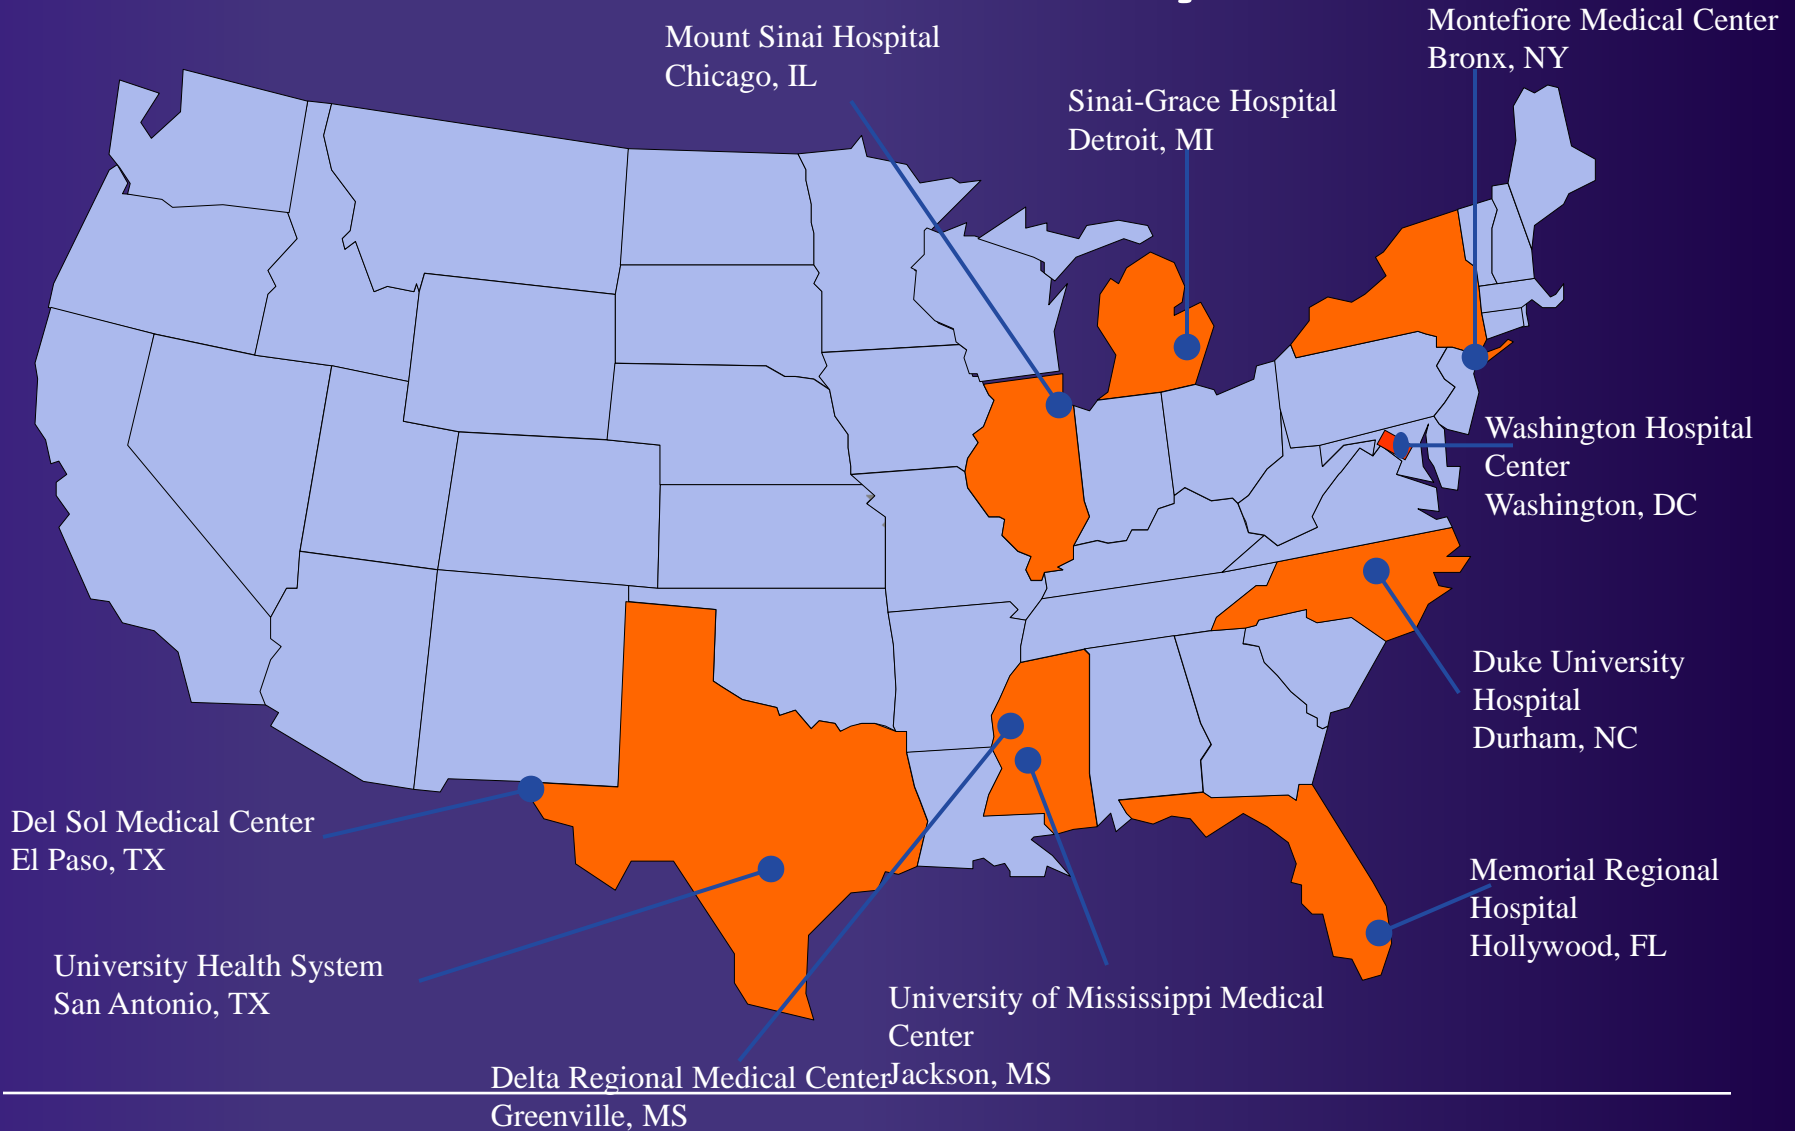 Mount Sinai Hospital
Chicago, IL
Montefiore Medical Center
Bronx, NY
Sinai-Grace Hospital
Detroit, MI
Washington Hospital
Center
Washington, DC
Duke University
Hospital
Durham, NC
Del Sol Medical Center
El Paso, TX
Memorial Regional
Hospital
Hollywood, FL
University Health System
San Antonio, TX
University of Mississippi Medical
Center
Jackson, MS
Delta Regional Medical Center
Greenville, MS